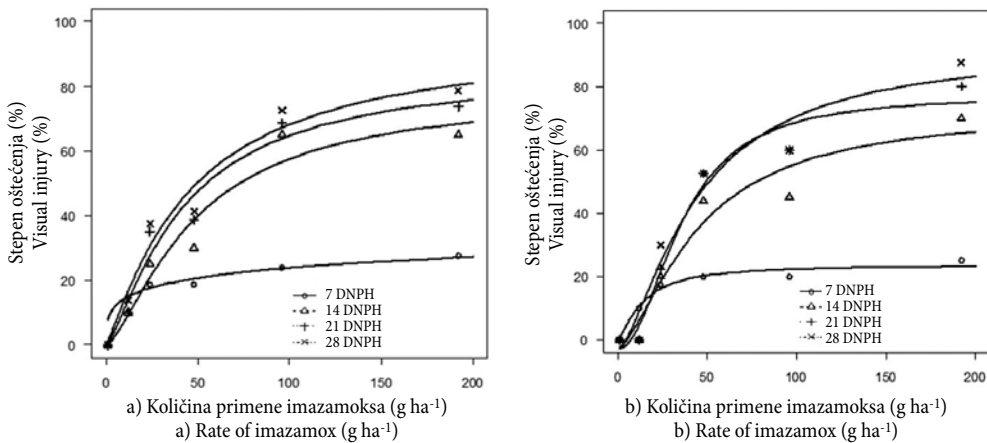 Stepen oštećenja (%)
Visual injury (%)
100
80
60
40
20
0
7 DNPH
14 DNPH
21 DNPH
28 DNPH
0
50
100
150
200
a) Količina primene imazamoksa (g ha⁻¹)
a) Rate of imazamox (g ha⁻¹)
Stepen oštećenja (%)
Visual injury (%)
100
80
60
40
20
0
7 DNPH
14 DNPH
21 DNPH
28 DNPH
0
50
100
150
200
b) Količina primene imazamoksa (g ha⁻¹)
b) Rate of imazamox (g ha⁻¹)